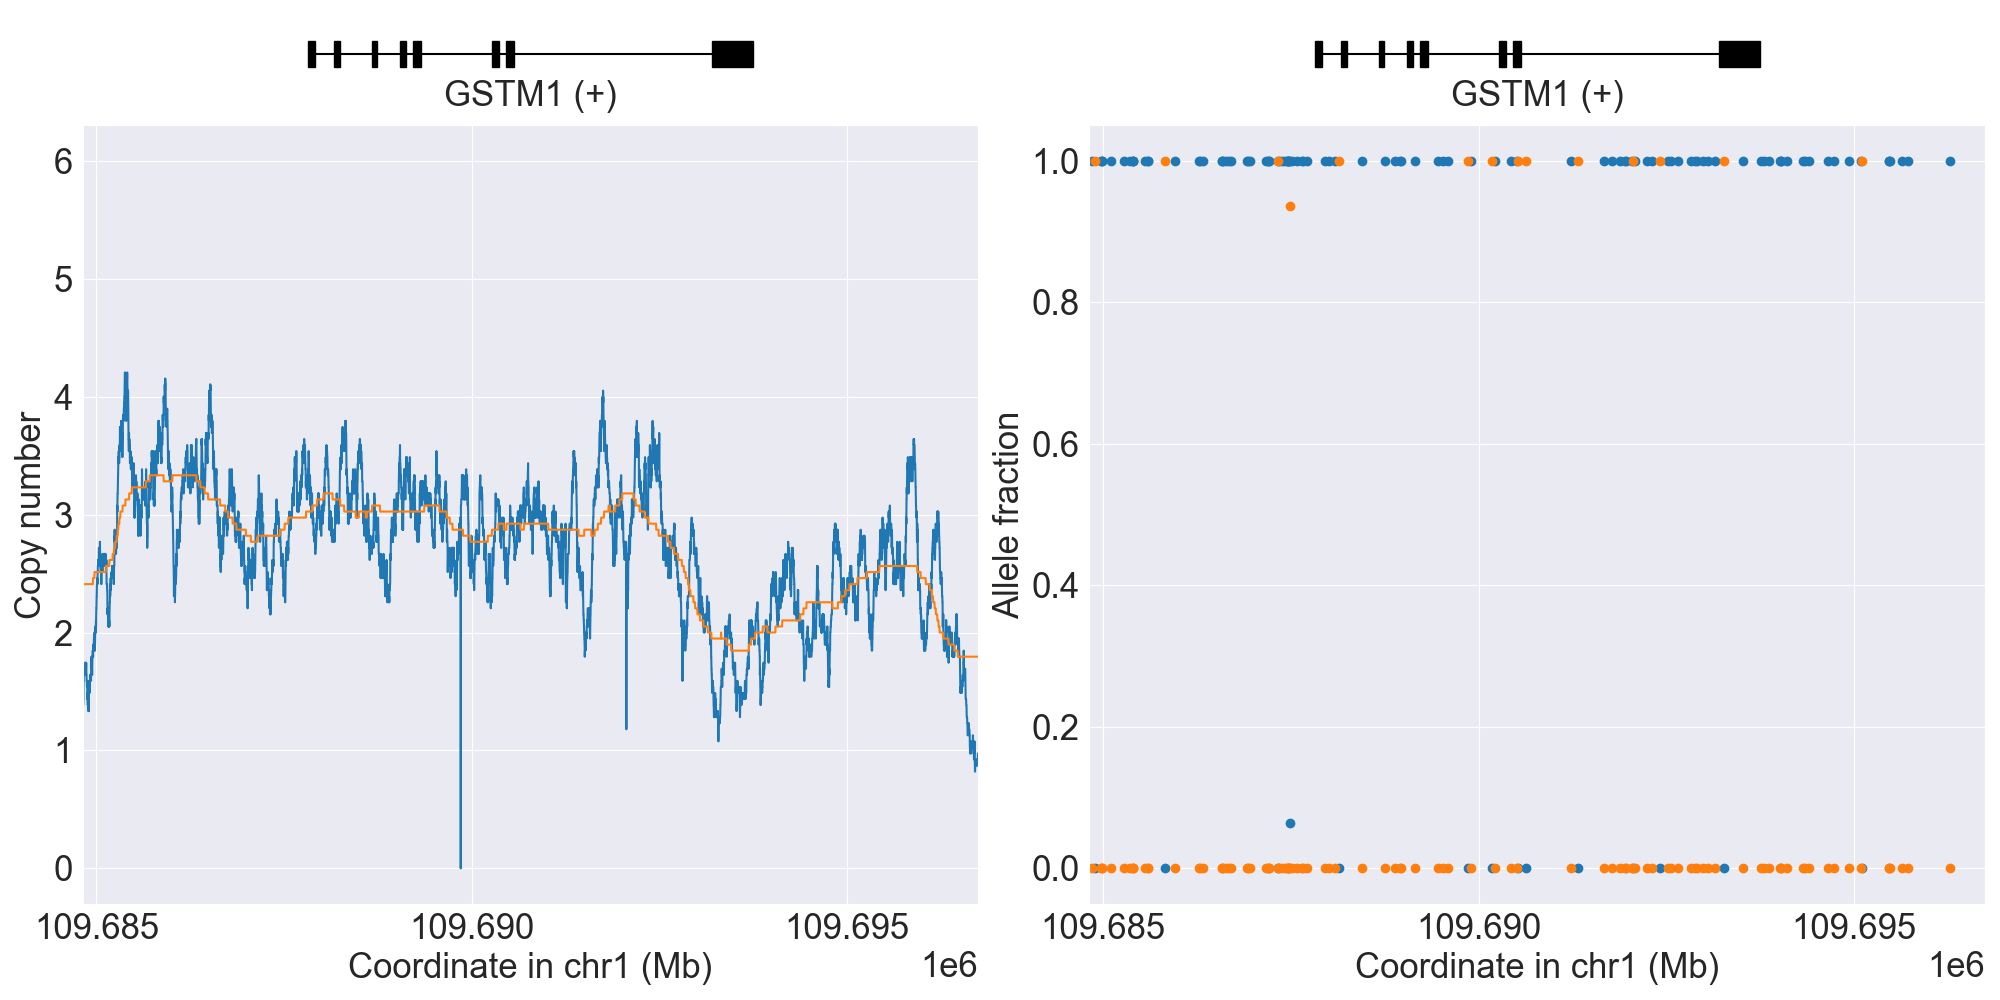 GSTM1 (+)
6
5
4
3
2
1
0
Copy number
109.685 109.690 109.695
1e6
Coordinate in chr1 (Mb)
GSTM1 (+)
1.0
0.8
0.6
0.4
0.2
0.0
Allele fraction
109.685 109.690 109.695
1e6
Coordinate in chr1 (Mb)